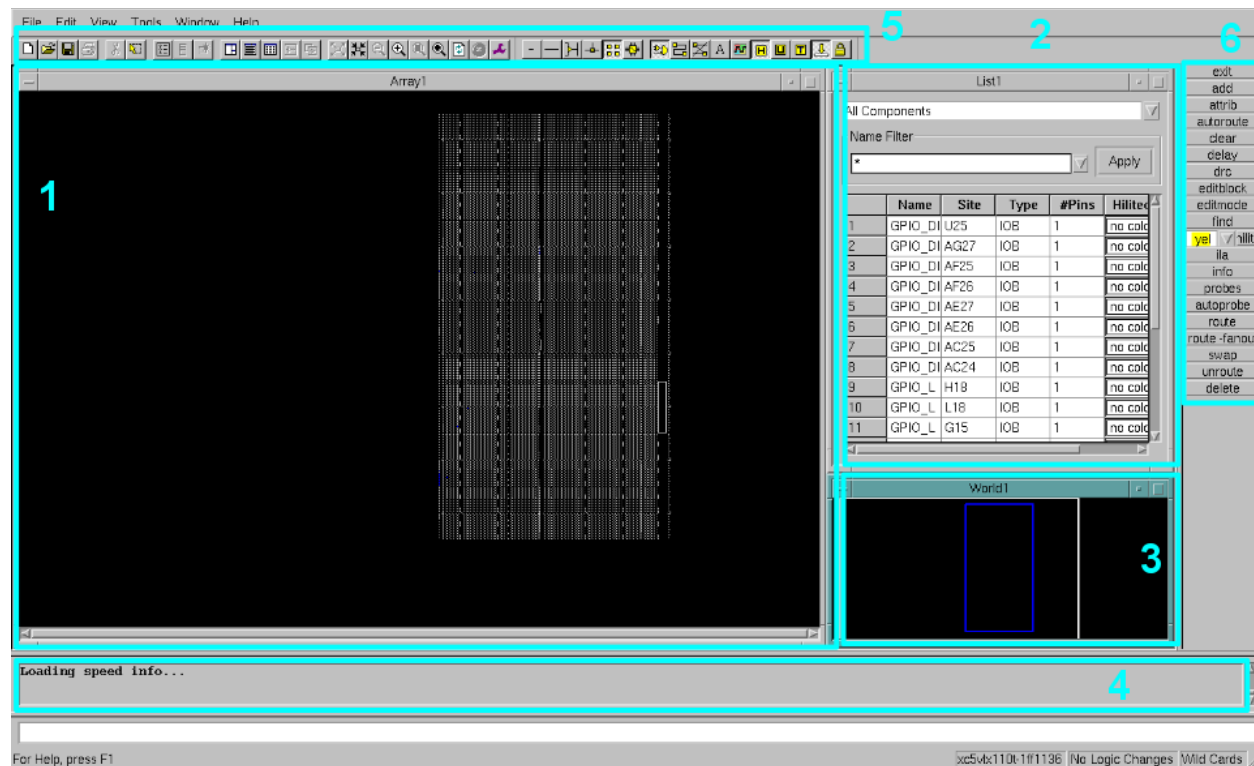 File Edit View Tools Window Help
5
2
6
A
H
T
Array1
1
List1
All Components
Name Filter
*
Apply
Name Site Type #Pins Hilited
1 GPIO_DI U25 IOB 1 no colo
2 GPIO_DI AG27 IOB 1 no colo
3 GPIO_DI AF25 IOB 1 no colo
4 GPIO_DI AF26 IOB 1 no colo
5 GPIO_DI AE27 IOB 1 no colo
6 GPIO_DI AE26 IOB 1 no colo
7 GPIO_DI AC25 IOB 1 no colo
8 GPIO_DI AC24 IOB 1 no colo
9 GPIO_L H18 IOB 1 no colo
10 GPIO_L L18 IOB 1 no colo
11 GPIO_L G15 IOB 1 no colo
World1
3
exit
add
attrib
autoroute
clear
delay
drc
editblock
editmode
find
yel hilit
ila
info
probes
autoprobe
route
route -fanou
swap
unroute
delete
Loading speed info...
4
For Help, press F1
xc5vlx110t-1ff1136 No Logic Changes Wild Cards